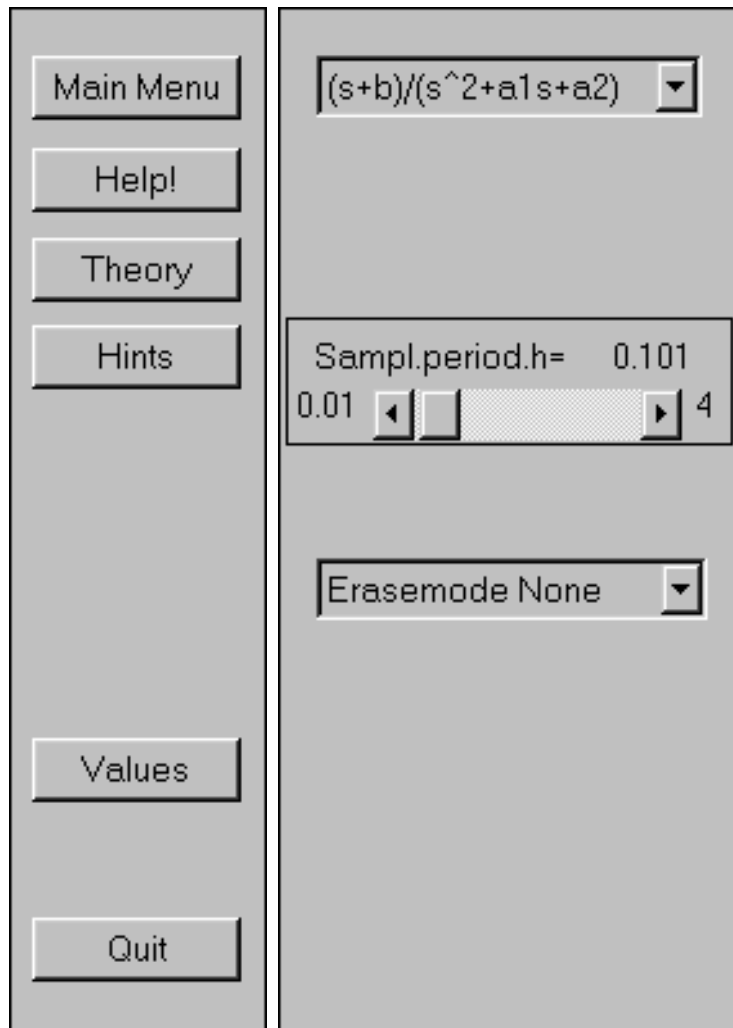 Main Menu
Help!
Theory
Hints
Values
Quit
(s+b)/(s^2+a1s+a2)
Sampl.period.h= 0.101
0.01 4
Erasemode None